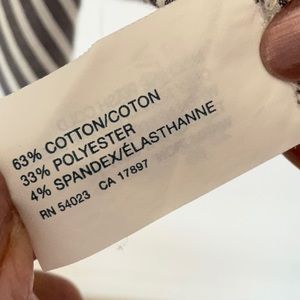 63% COTTON/COTON
33% POLYESTER
4% SPANDEX/ÉLASTHANNE
RN 54023 CA 17897